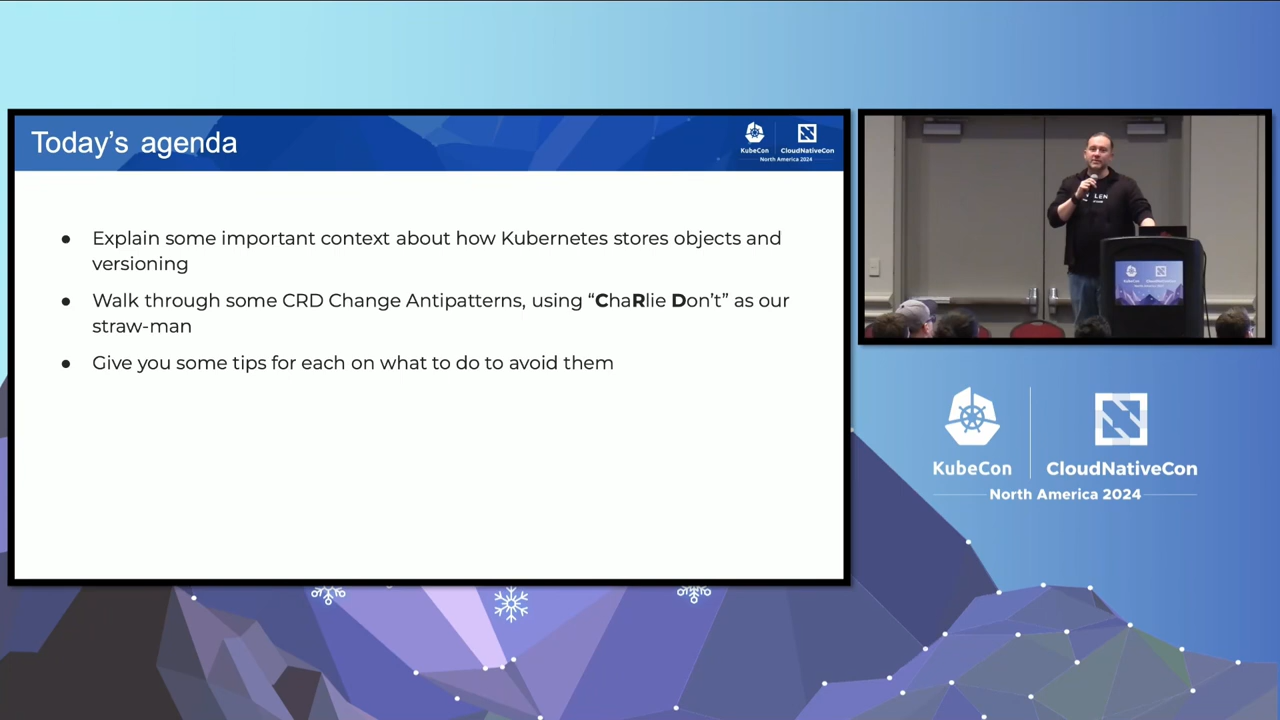 Today's agenda
KubeCon
CloudNativeCon
North America 2024
● Explain some important context about how Kubernetes stores objects and
versioning
● Walk through some CRD Change Antipatterns, using “ChaRlie Don't” as our
straw-man
● Give you some tips for each on what to do to avoid them
KubeCon
CloudNativeCon
North America 2024